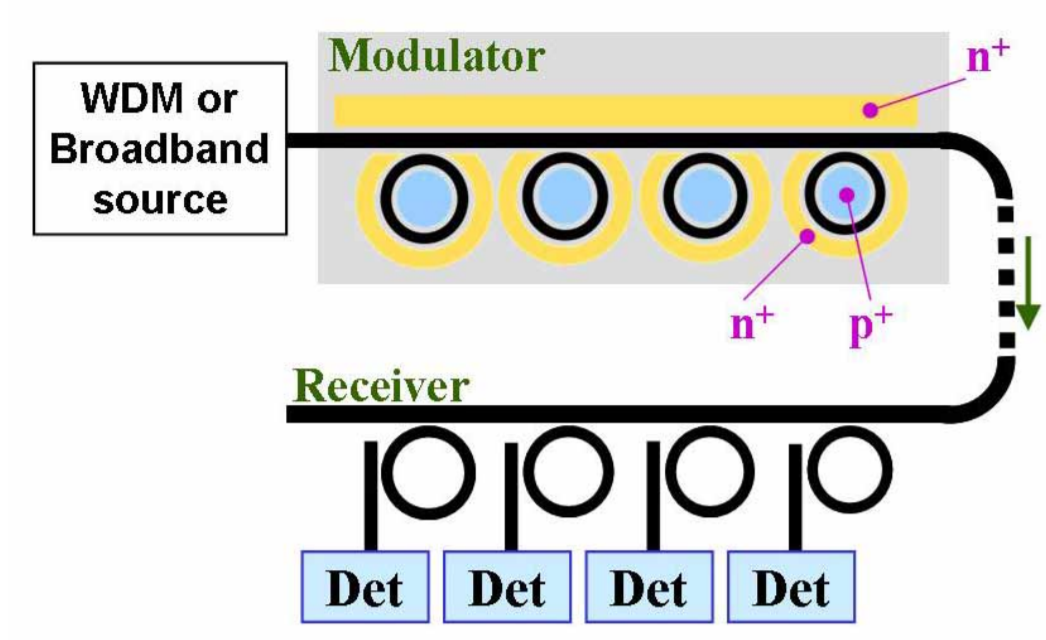 Modulator
n+
WDM or
Broadband
source
n+
p+
Receiver
Det
Det
Det
Det